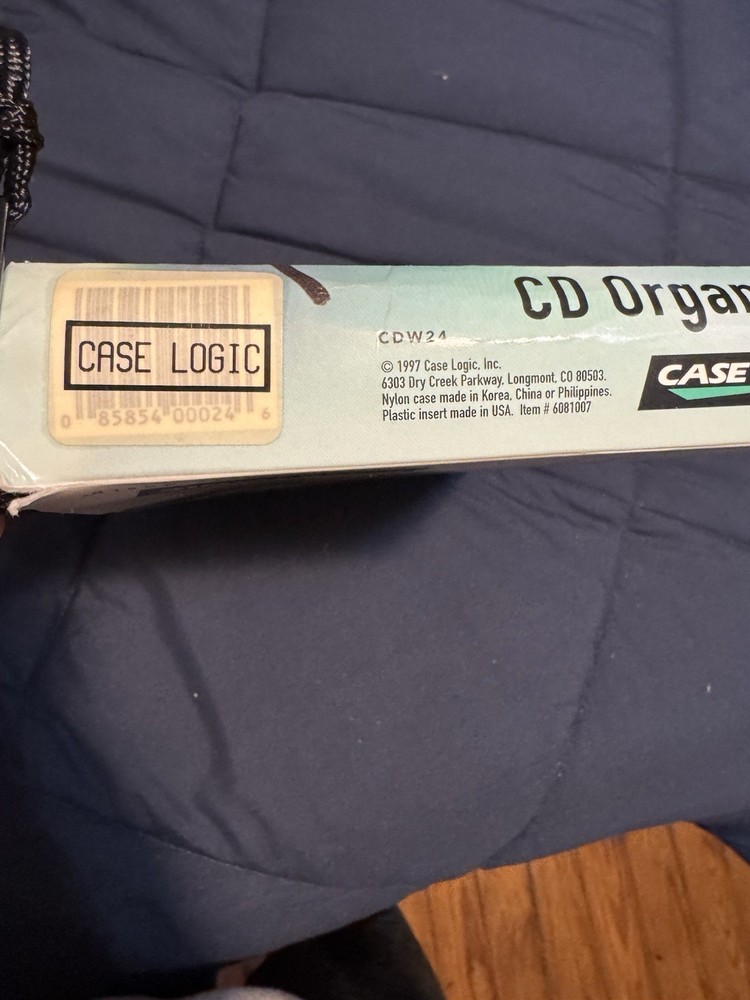 CASE LOGIC
0 85854 00024 6
CD Organ
CDW24
© 1997 Case Logic, Inc.
6303 Dry Creek Parkway, Longmont, CO 80503.
Nylon case made in Korea, China or Philippines.
Plastic insert made in USA. Item # 6081007
CASE